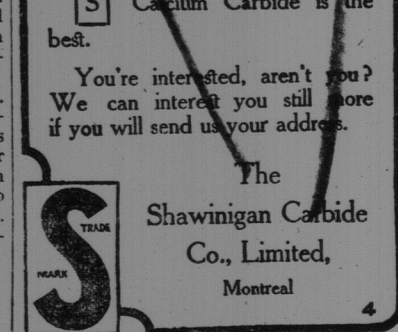 S Calcium Carbide is the
best.
You're interested, aren't you?
We can interest you still more
if you will send us your address.
The
Shawinigan Carbide
Co., Limited,
Montreal
S
TRADE
MARK
4